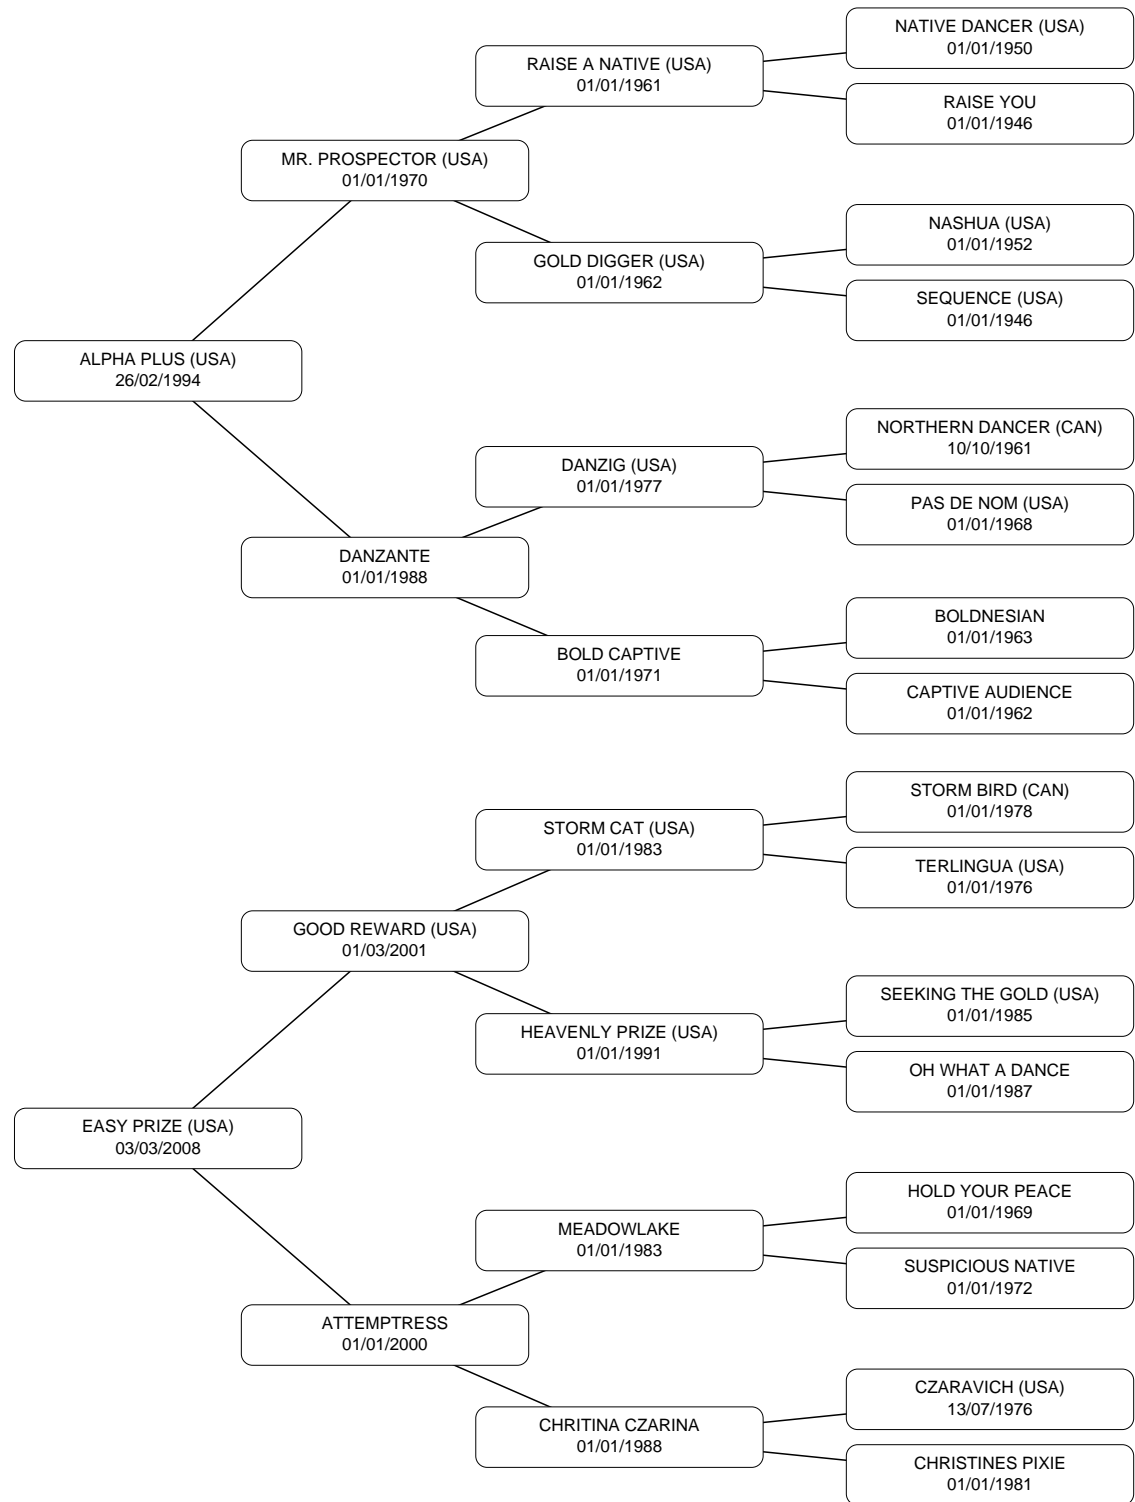 NATIVE DANCER (USA)
01/01/1950
RAISE A NATIVE (USA)
01/01/1961
RAISE YOU
01/01/1946
MR. PROSPECTOR (USA)
01/01/1970
NASHUA (USA)
01/01/1952
GOLD DIGGER (USA)
01/01/1962
SEQUENCE (USA)
01/01/1946
ALPHA PLUS (USA)
26/02/1994
NORTHERN DANCER (CAN)
10/10/1961
DANZIG (USA)
01/01/1977
PAS DE NOM (USA)
01/01/1968
DANZANTE
01/01/1988
BOLDNESIAN
01/01/1963
BOLD CAPTIVE
01/01/1971
CAPTIVE AUDIENCE
01/01/1962
STORM BIRD (CAN)
01/01/1978
STORM CAT (USA)
01/01/1983
TERLINGUA (USA)
01/01/1976
GOOD REWARD (USA)
01/03/2001
SEEKING THE GOLD (USA)
01/01/1985
HEAVENLY PRIZE (USA)
01/01/1991
OH WHAT A DANCE
01/01/1987
EASY PRIZE (USA)
03/03/2008
HOLD YOUR PEACE
01/01/1969
MEADOWLAKE
01/01/1983
SUSPICIOUS NATIVE
01/01/1972
ATTEMPTRESS
01/01/2000
CZARAVICH (USA)
13/07/1976
CHRITINA CZARINA
01/01/1988
CHRISTINES PIXIE
01/01/1981